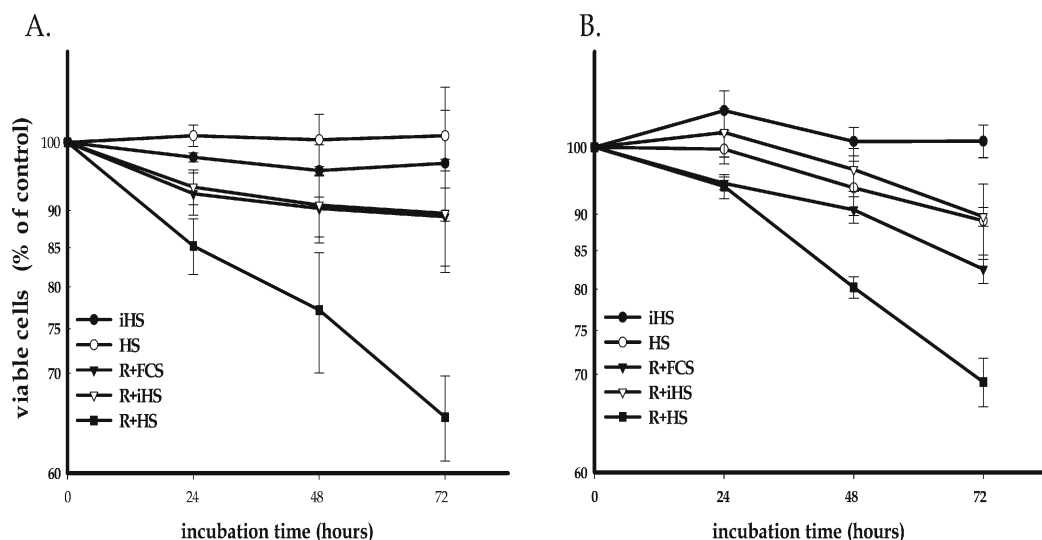 A.
viable cells (% of control)
100
90
85
80
75
70
60
iHS
HS
R+FCS
R+iHS
R+HS
0 24 48 72
incubation time (hours)
B.
100
90
85
80
75
70
60
iHS
HS
R+FCS
R+iHS
R+HS
0 24 48 72
incubation time (hours)